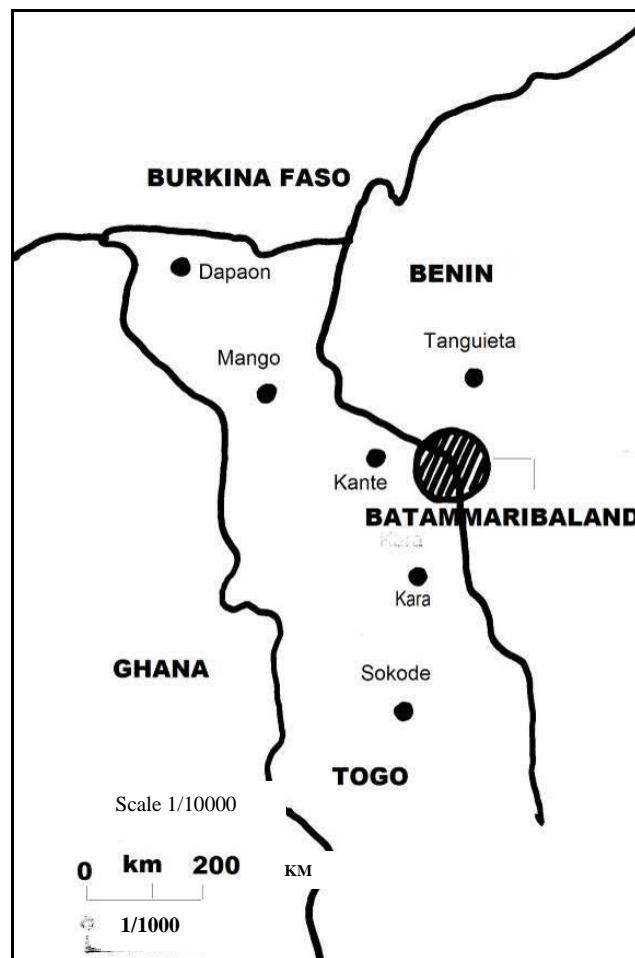 BURKINA FASO
Dapaon
BENIN
Tanguieta
Mango
Kante
BATAMMARIBALAND
Kara
Kara
GHANA
Sokode
TOGO
Scale 1/10000
0 km 200 KM
1/1000